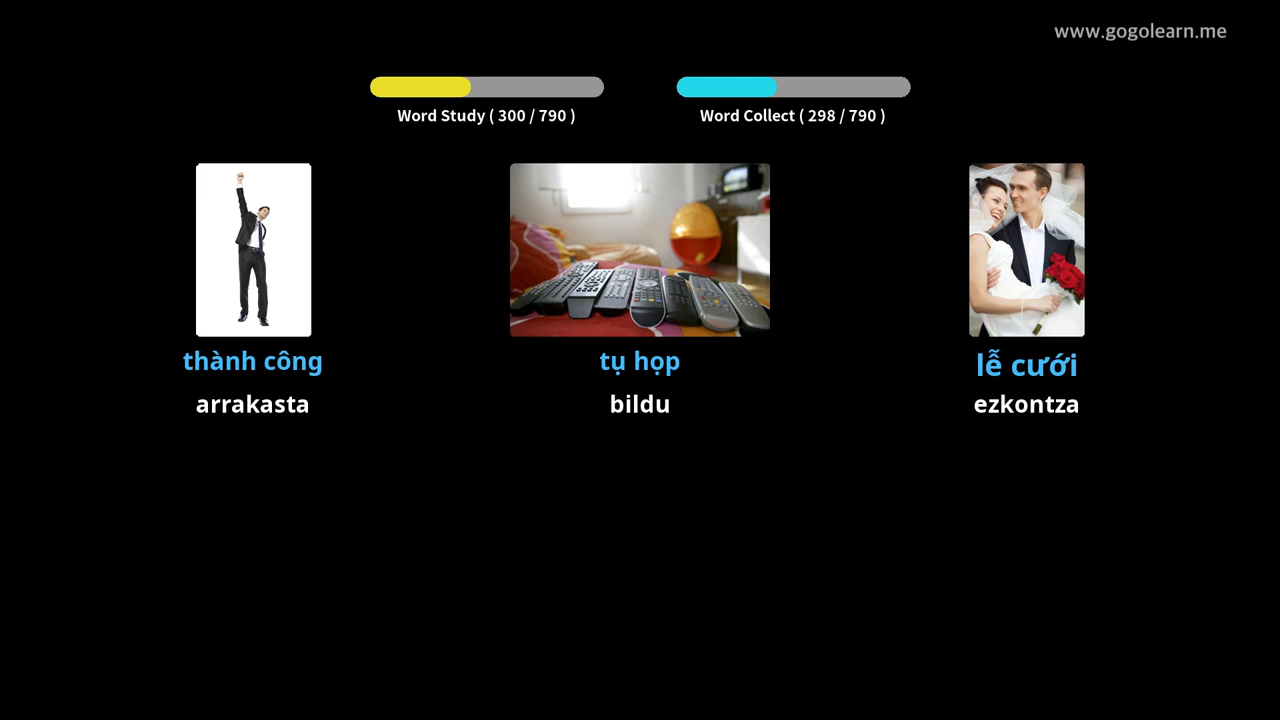 www.gogolearn.me
Word Study ( 300 / 790 )
Word Collect ( 298 / 790 )
thành công
tụ họp
lễ cưới
arrakasta
bildu
ezkontza